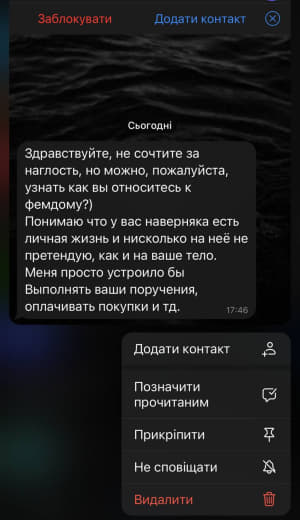 Заблокувати
Додати контакт
Сьогодні
Здравствуйте, не сочтите за
наглость, но можно, пожалуйста,
узнать как вы относитесь к
фемдому?)
Понимаю что у вас наверняка есть
личная жизнь и нисколько на неё не
претендую, как и на ваше тело.
Меня просто устроило бы
Выполнять ваши поручения,
оплачивать покупки и тд.
17:46
Додати контакт
Позначити
прочитаним
Прикріпити
Не сповіщати
Видалити